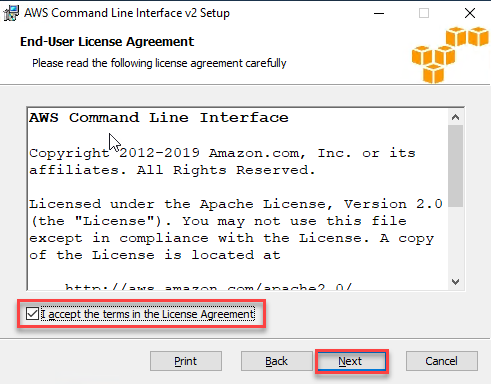 AWS Command Line Interface v2 Setup
End-User License Agreement
Please read the following license agreement carefully
AWS Command Line Interface
Copyright 2012-2019 Amazon.com, Inc. or its
affiliates. All Rights Reserved.
Licensed under the Apache License, Version 2.0
(the "License"). You may not use this file
except in compliance with the License. A copy
of the License is located at
http://aws.amazon.com/apache2.0/
I accept the terms in the License Agreement
Print
Back
Next
Cancel